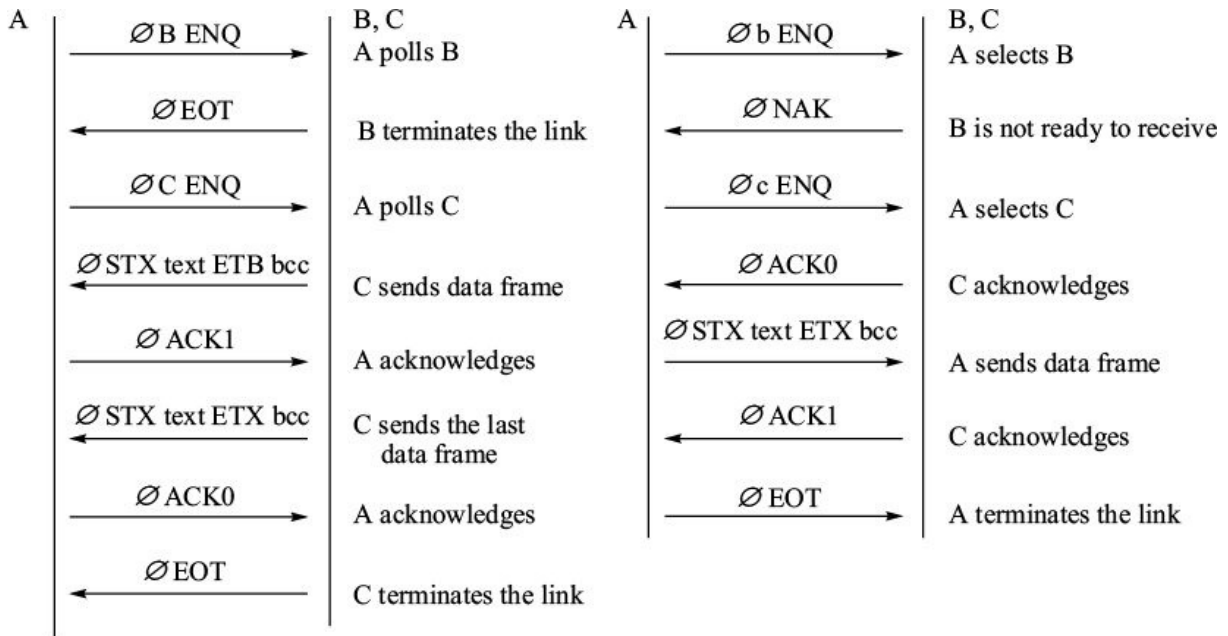 A
B, C
∅ B ENQ
A polls B
∅ EOT
B terminates the link
∅ C ENQ
A polls C
∅ STX text ETB bcc
C sends data frame
∅ ACK1
A acknowledges
∅ STX text ETX bcc
C sends the last
data frame
∅ ACK0
A acknowledges
∅ EOT
C terminates the link
A
B, C
∅ b ENQ
A selects B
∅ NAK
B is not ready to receive
∅ c ENQ
A selects C
∅ ACK0
C acknowledges
∅ STX text ETX bcc
A sends data frame
∅ ACK1
C acknowledges
∅ EOT
A terminates the link